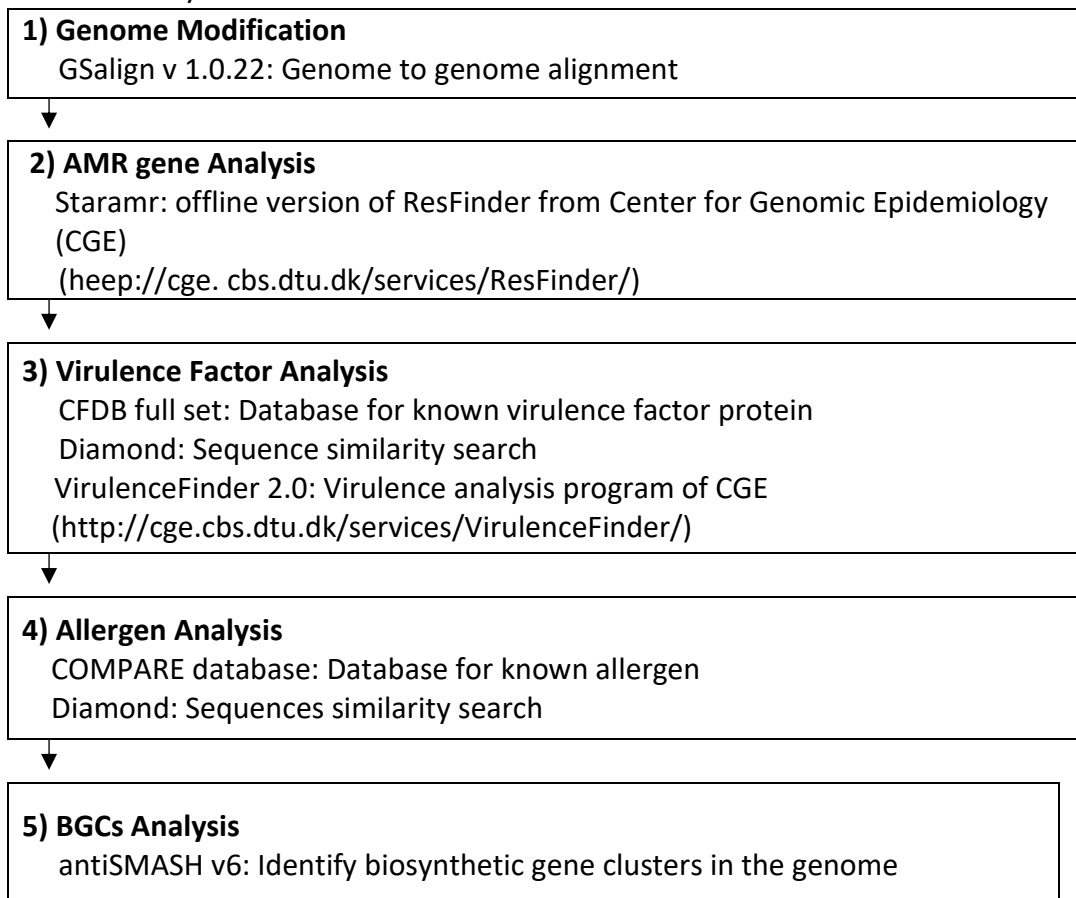 1) Genome Modification
GSalign v 1.0.22: Genome to genome alignment
2) AMR gene Analysis
Staramr: offline version of ResFinder from Center for Genomic Epidemiology
(CGE)
(heep://cge. cbs.dtu.dk/services/ResFinder/)
3) Virulence Factor Analysis
CFDB full set: Database for known virulence factor protein
Diamond: Sequence similarity search
VirulenceFinder 2.0: Virulence analysis program of CGE
(http://cge.cbs.dtu.dk/services/VirulenceFinder/)
4) Allergen Analysis
COMPARE database: Database for known allergen
Diamond: Sequences similarity search
5) BGCs Analysis
antiSMASH v6: Identify biosynthetic gene clusters in the genome